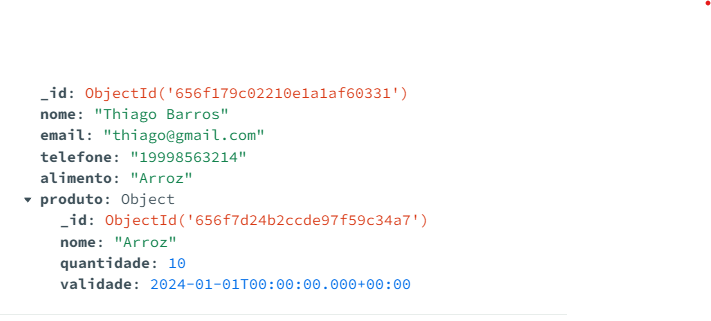 _id: ObjectId('656f179c02210e1a1af60331')
nome: "Thiago Barros"
email: "thiago@gmail.com"
telefone: "19998563214"
alimento: "Arroz"
produto: Object
_id: ObjectId('656f7d24b2ccde97f59c34a7')
nome: "Arroz"
quantidade: 10
validade: 2024-01-01T00:00:00.000+00:00